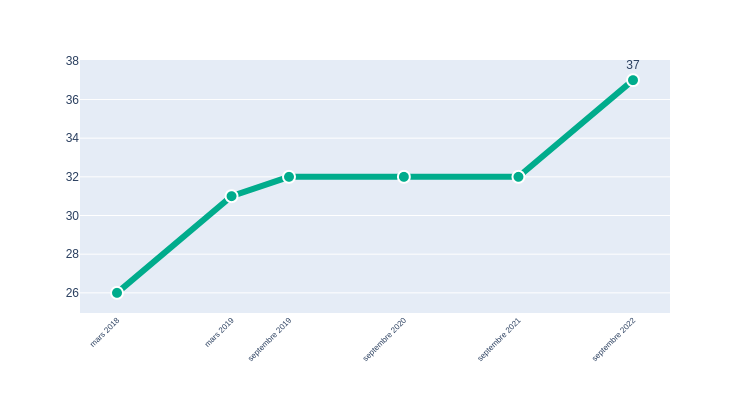 38
37
36
34
32
30
28
26
mars 2018
mars 2019
septembre 2019
septembre 2020
septembre 2021
septembre 2022